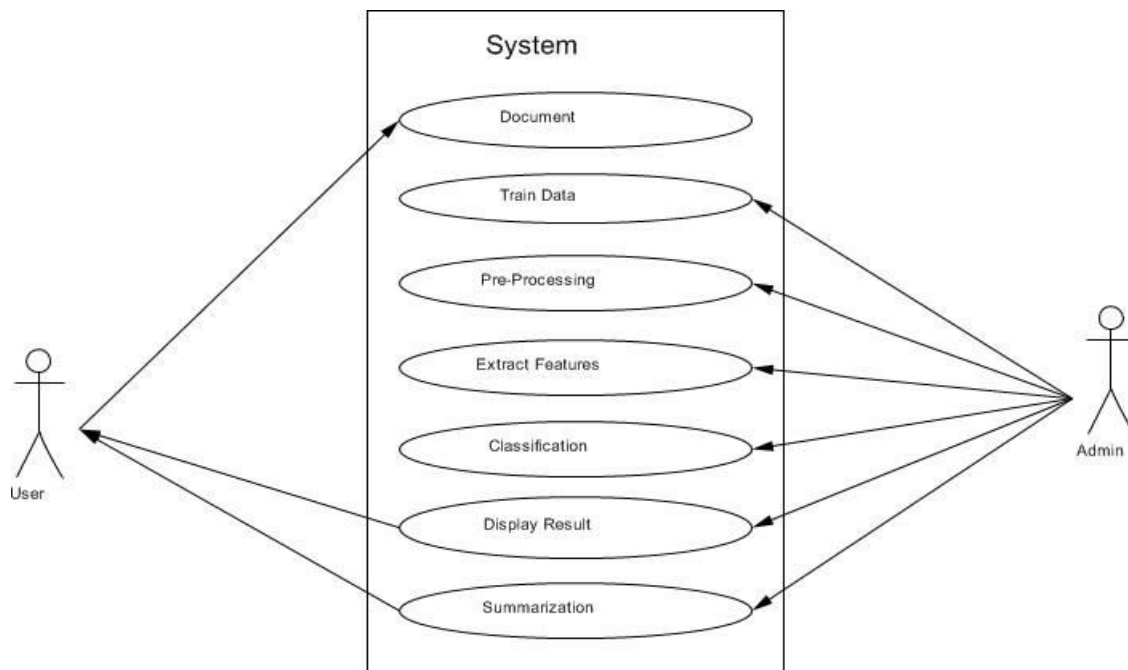 System
Document
Train Data
Pre-Processing
Extract Features
Classification
Display Result
Summarization
User
Admin